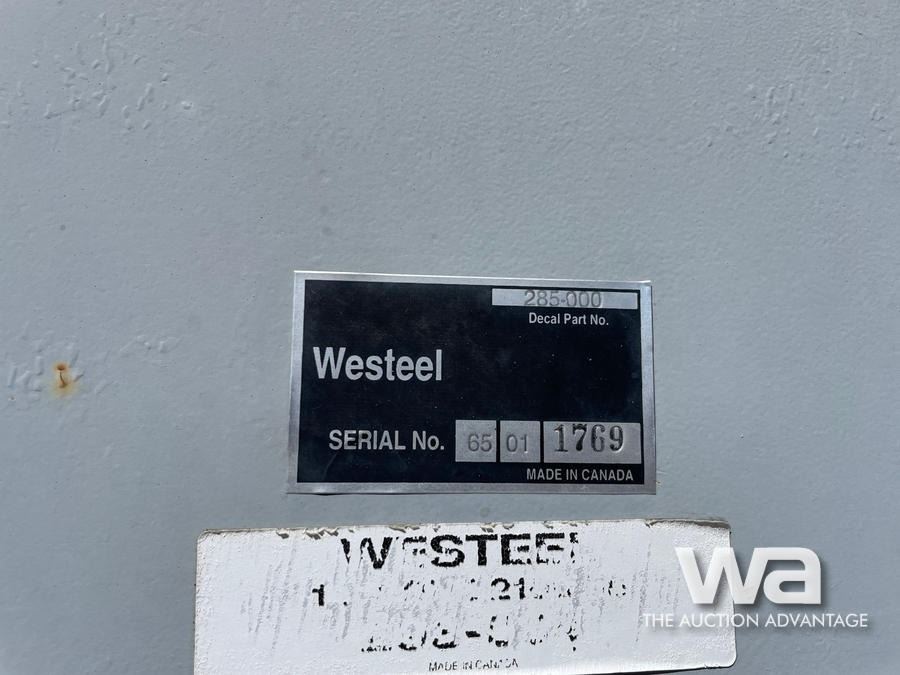 285-000
Decal Part No.
Westeel
SERIAL No. 65 01 1769
MADE IN CANADA
WESTEEL
MADE IN CANADA
wa
THE AUCTION ADVANTAGE